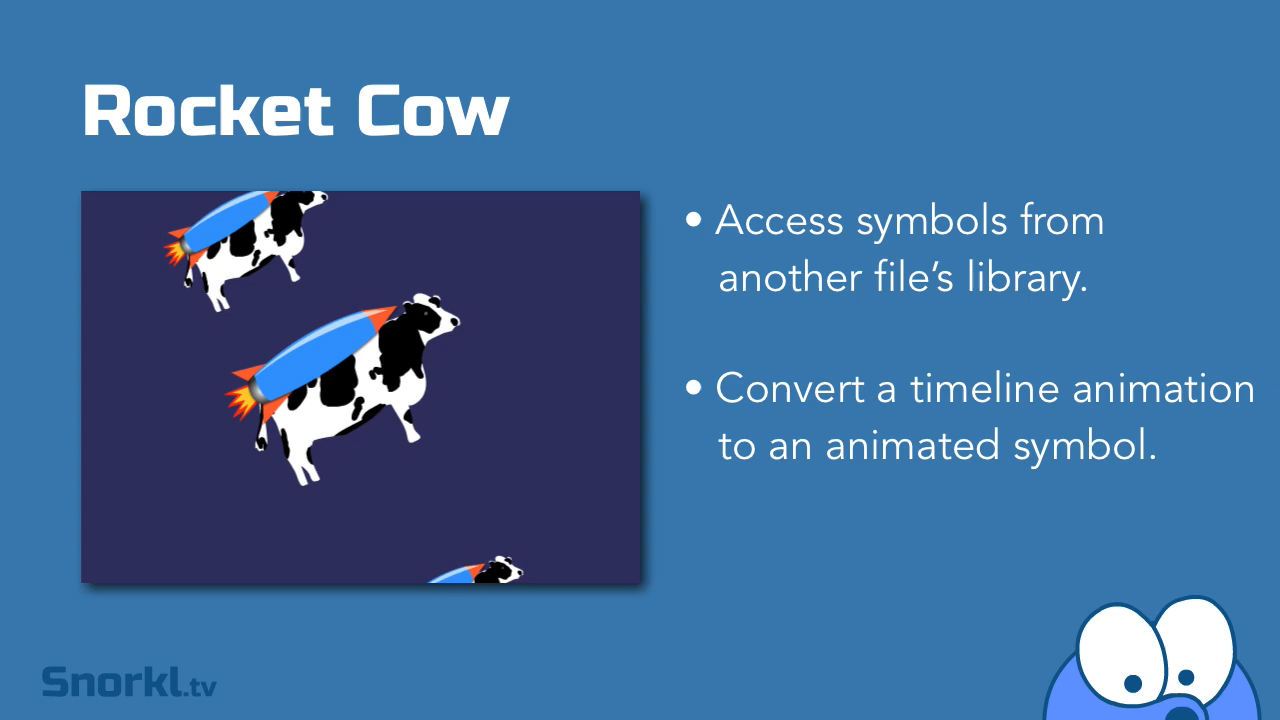 Rocket Cow
• Access symbols from
another file’s library.
• Convert a timeline animation
to an animated symbol.
Snorkl.tv